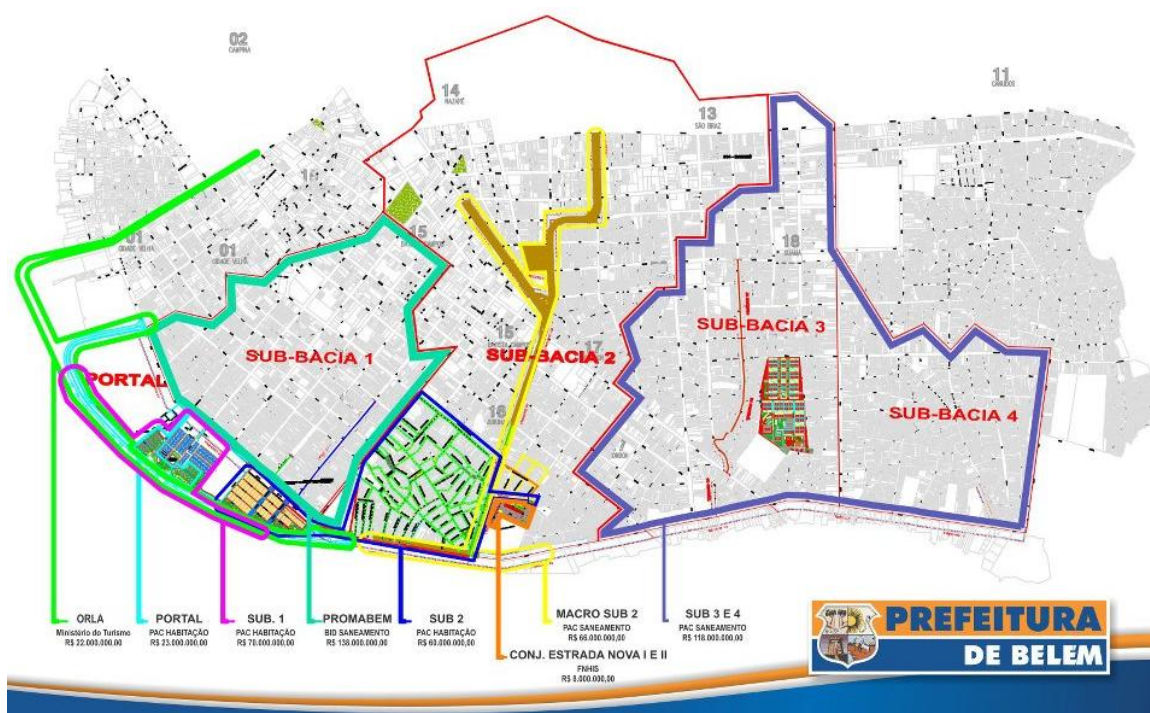 02
CAMPINA
11
14
13
SÃO BRAZ
01
CIDADE VELHA
01
CIDADE VELHA
15
18
GUAMÁ
SUB-BACIA 3
SUB-BACIA 1
15
SUB-BACIA 2
17
PORTAL
SUB-BACIA 4
16
ORLA
Ministério do Turismo
R$ 22.000.000,00
PORTAL
PAC HABITAÇÃO
R$ 23.000.000,00
SUB. 1
PAC HABITAÇÃO
R$ 70.000.000,00
PROMABEM
BID SANEAMENTO
R$ 138.000.000,00
SUB 2
PAC HABITAÇÃO
R$ 60.000.000,00
MACRO SUB 2
PAC SANEAMENTO
R$ 66.000.000,00
SUB 3 E 4
PAC SANEAMENTO
R$ 118.000.000,00
CONJ. ESTRADA NOVA I E II
FNHIS
R$ 8.000.000,00
PREFEITURA
DE BELEM